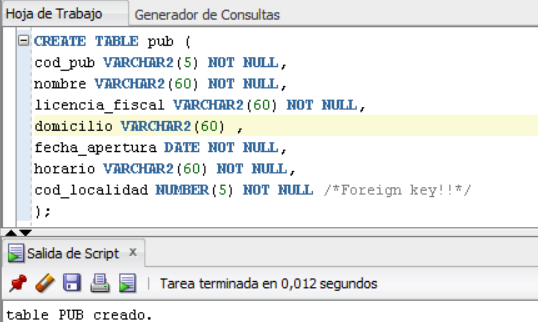 Hoja de Trabajo Generador de Consultas
CREATE TABLE pub (
cod_pub VARCHAR2(5) NOT NULL,
nombre VARCHAR2(60) NOT NULL,
licencia_fiscal VARCHAR2(60) NOT NULL,
domicilio VARCHAR2(60) ,
fecha_apertura DATE NOT NULL,
horario VARCHAR2(60) NOT NULL,
cod_localidad NUMBER(5) NOT NULL /*Foreign key!!*/
);
Salida de Script x
Tarea terminada en 0,012 segundos
table PUB creado.